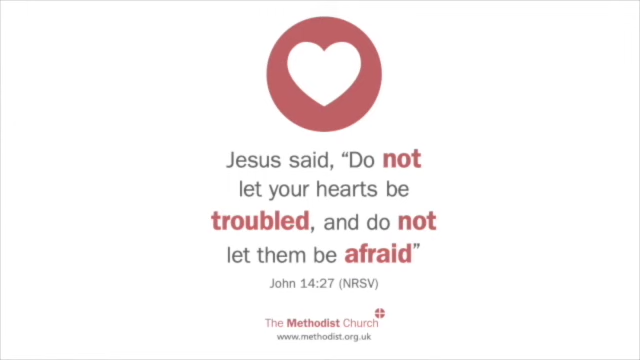 Jesus said, “Do not
let your hearts be
troubled, and do not
let them be afraid”
John 14:27 (NRSV)
The Methodist Church
www.methodist.org.uk